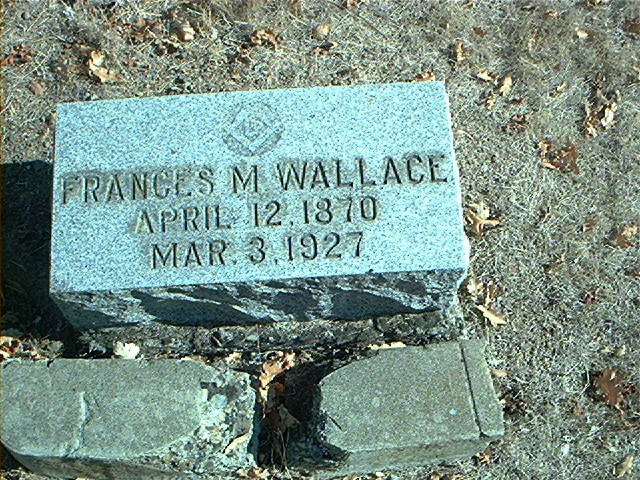 FRANCES M WALLACE
APRIL 12, 1870
MAR. 3, 1927